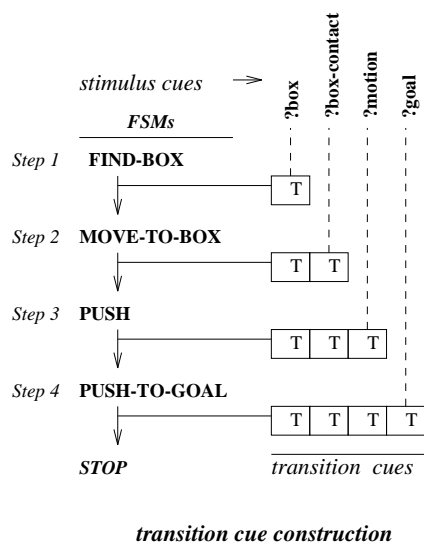 stimulus cues
?box
?box-contact
?motion
?goal
FSMs
Step 1 FIND-BOX
T
Step 2 MOVE-TO-BOX
T T
Step 3 PUSH
T T T
Step 4 PUSH-TO-GOAL
T T T T
STOP transition cues
transition cue construction